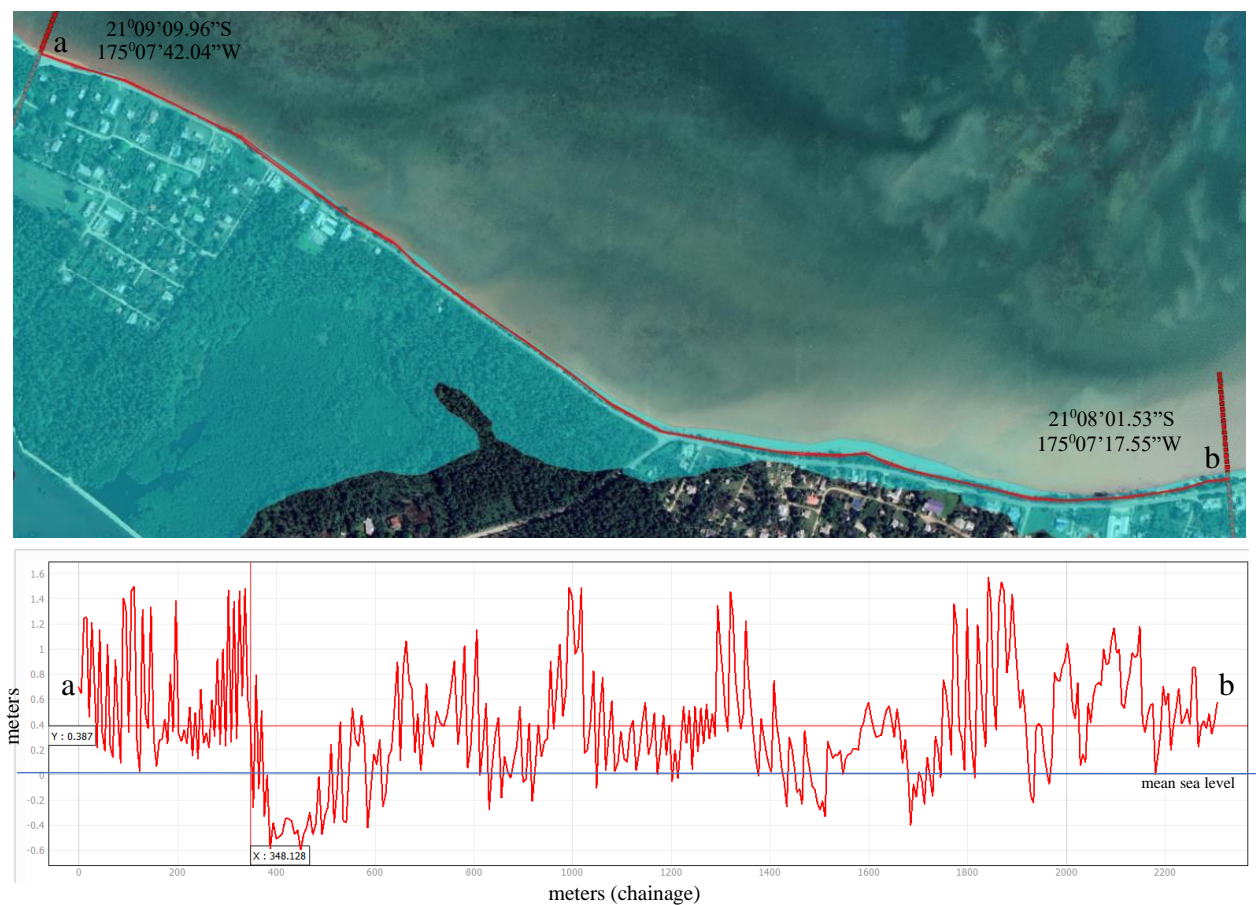 a
21⁰09’09.96”S
175⁰07’42.04”W
21⁰08’01.53”S
175⁰07’17.55”W
b
1.6
1.4
1.2
1
0.8
0.6
0.4
0.2
0
-0.2
-0.4
-0.6
meters
a
b
Y : 0.387
mean sea level
X : 348.128
0
200
400
600
800
1000
1200
1400
1600
1800
2000
2200
meters (chainage)